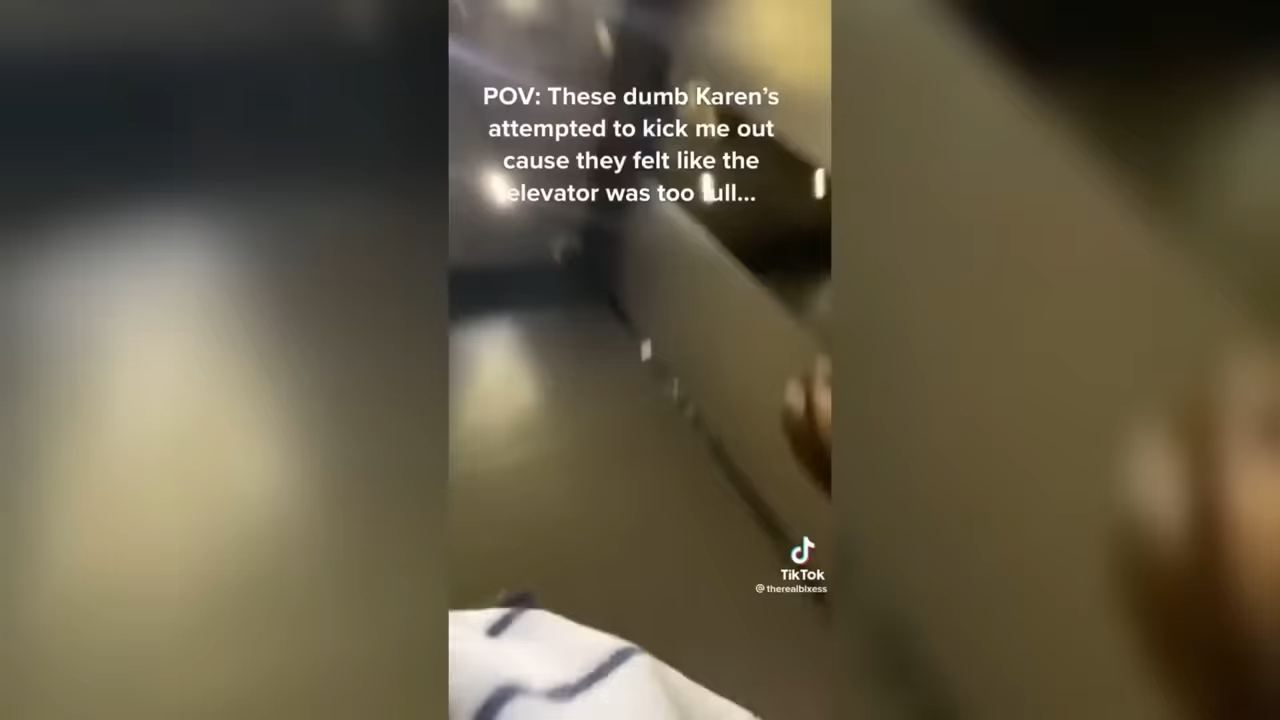 POV: These dumb Karen's
attempted to kick me out
cause they felt like the
elevator was too full...
TikTok
@therealbixess